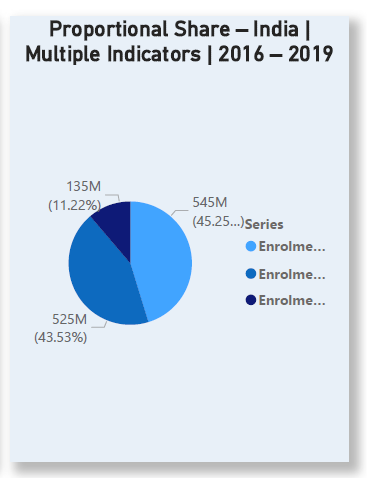 Proportional Share – India |
Multiple Indicators | 2016 – 2019
135M
(11.22%)
545M
(45.25...)
Series
Enrolme...
Enrolme...
Enrolme...
525M
(43.53%)